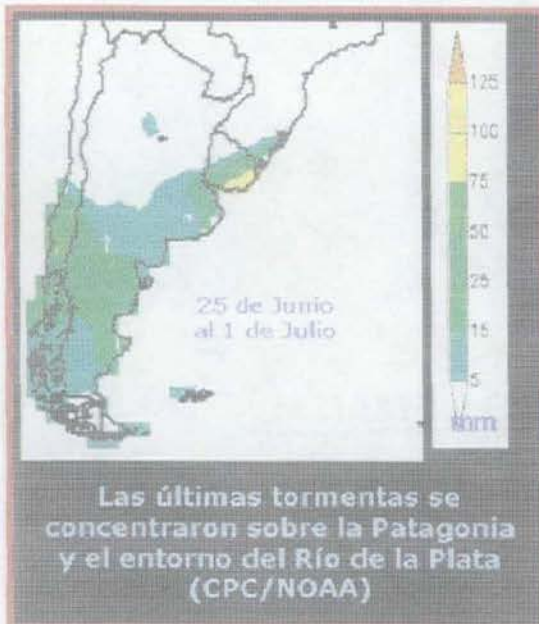 125
100
75
50
25
15
5
mm
25 de Junio
al 1 de Julio
Las últimas tormentas se
concentraron sobre la Patagonia
y el entorno del Río de la Plata
(CPC/NOAA)